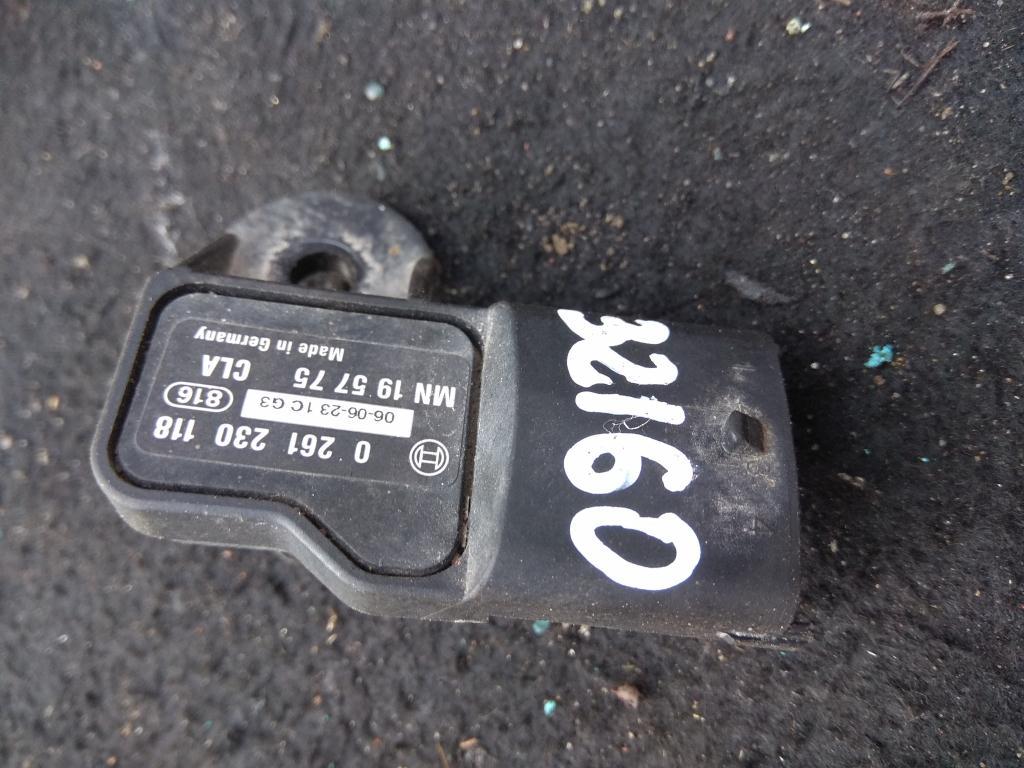 0 261 230 118
06-06-23 1C G3
816
MN 19 57 75 CLA
Made in Germany
32160